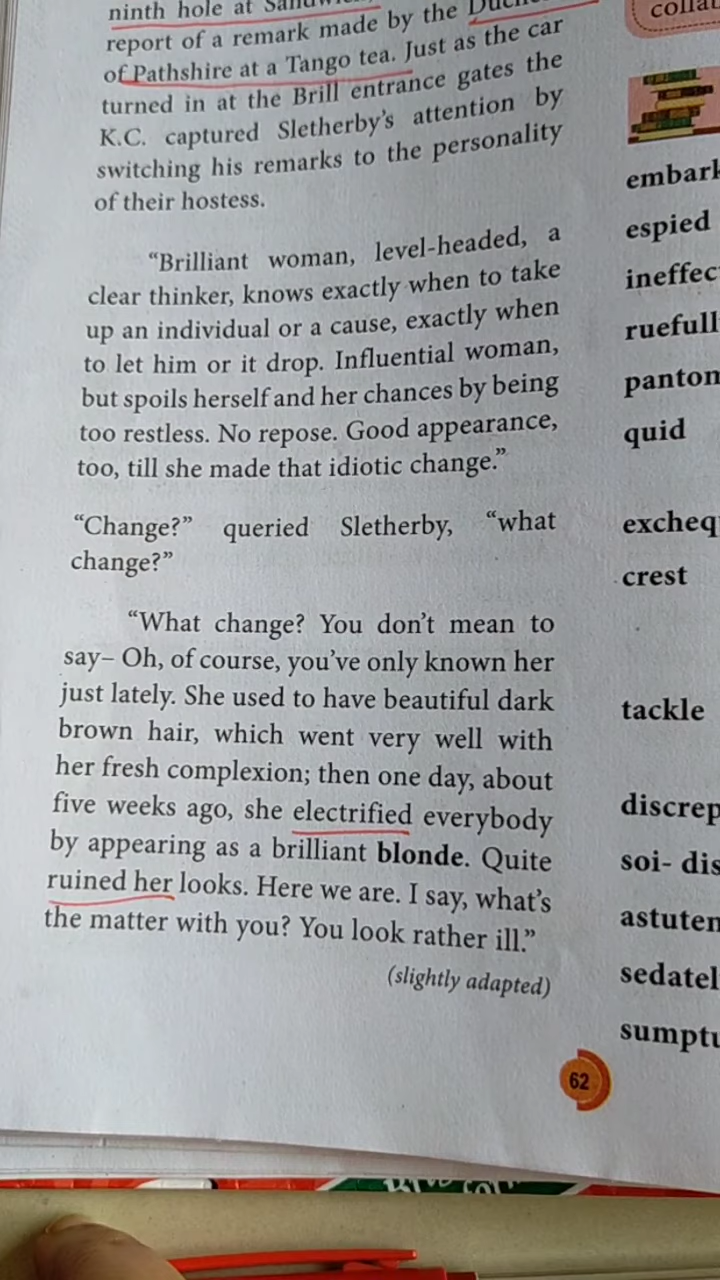 ninth hole at
report of a remark made by the
of Pathshire at a Tango tea. Just as the car
turned in at the Brill entrance gates the
K.C. captured Sletherby's attention by
switching his remarks to the personality
of their hostess.
"Brilliant woman, level-headed, a
clear thinker, knows exactly when to take
up an individual or a cause, exactly when
to let him or it drop. Influential woman,
but spoils herself and her chances by being
too restless. No repose. Good appearance,
too, till she made that idiotic change."
"Change?" queried Sletherby, "what
change?"
"What change? You don't mean to
say– Oh, of course, you've only known her
just lately. She used to have beautiful dark
brown hair, which went very well with
her fresh complexion; then one day, about
five weeks ago, she electrified everybody
by appearing as a brilliant blonde. Quite
ruined her looks. Here we are. I say, what's
the matter with you? You look rather ill."
(slightly adapted)
62
embark
espied
ineffec
ruefull
panton
quid
excheq
crest
tackle
discrep
soi- dis
astuten
sedatel
sumptu